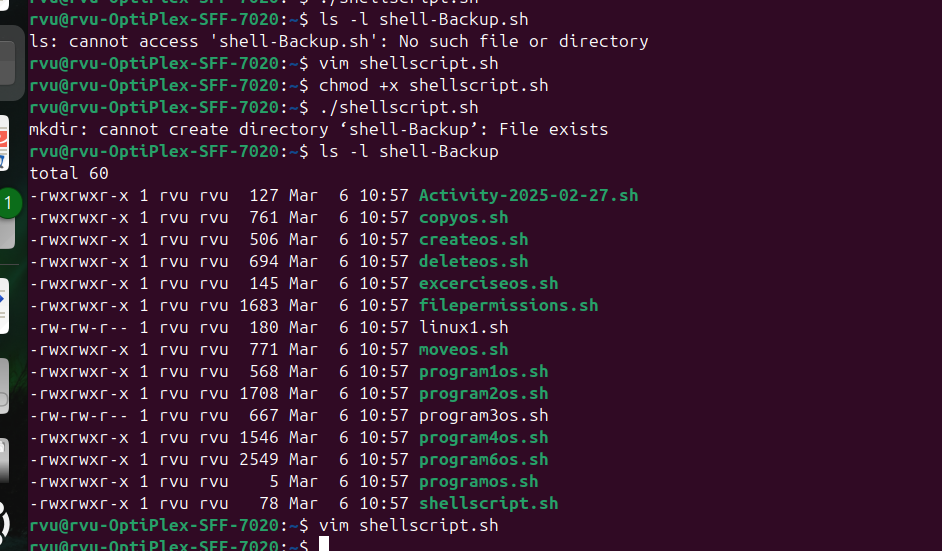 rvu@rvu-OptiPlex-SFF-7020:~$ ./shellscript.sh
rvu@rvu-OptiPlex-SFF-7020:~$ ls -l shell-Backup.sh
ls: cannot access 'shell-Backup.sh': No such file or directory
rvu@rvu-OptiPlex-SFF-7020:~$ vim shellscript.sh
rvu@rvu-OptiPlex-SFF-7020:~$ chmod +x shellscript.sh
rvu@rvu-OptiPlex-SFF-7020:~$ ./shellscript.sh
mkdir: cannot create directory ‘shell-Backup’: File exists
rvu@rvu-OptiPlex-SFF-7020:~$ ls -l shell-Backup
total 60
-rwxrwxr-x 1 rvu rvu  127 Mar  6 10:57 Activity-2025-02-27.sh
-rwxrwxr-x 1 rvu rvu  761 Mar  6 10:57 copyos.sh
-rwxrwxr-x 1 rvu rvu  506 Mar  6 10:57 createos.sh
-rwxrwxr-x 1 rvu rvu  694 Mar  6 10:57 deleteos.sh
-rwxrwxr-x 1 rvu rvu  145 Mar  6 10:57 excerciseos.sh
-rwxrwxr-x 1 rvu rvu 1683 Mar  6 10:57 filepermissions.sh
-rw-rw-r-- 1 rvu rvu  180 Mar  6 10:57 linux1.sh
-rwxrwxr-x 1 rvu rvu  771 Mar  6 10:57 moveos.sh
-rwxrwxr-x 1 rvu rvu  568 Mar  6 10:57 program1os.sh
-rwxrwxr-x 1 rvu rvu 1708 Mar  6 10:57 program2os.sh
-rw-rw-r-- 1 rvu rvu  667 Mar  6 10:57 program3os.sh
-rwxrwxr-x 1 rvu rvu 1546 Mar  6 10:57 program4os.sh
-rwxrwxr-x 1 rvu rvu 2549 Mar  6 10:57 program6os.sh
-rwxrwxr-x 1 rvu rvu    5 Mar  6 10:57 programos.sh
-rwxrwxr-x 1 rvu rvu   78 Mar  6 10:57 shellscript.sh
rvu@rvu-OptiPlex-SFF-7020:~$ vim shellscript.sh
rvu@rvu-OptiPlex-SFF-7020:~$
1